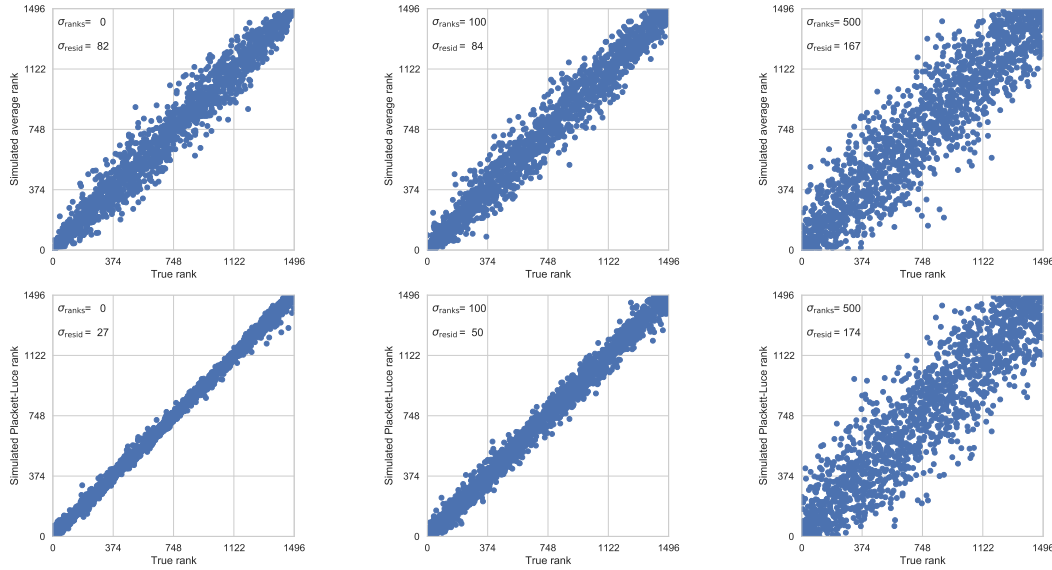 1496
1122
748
374
0
Simulated average rank
σranks= 0
σresid = 82
0 374 748 1122 1496
True rank
1496
1122
748
374
0
Simulated average rank
σranks= 100
σresid = 84
0 374 748 1122 1496
True rank
1496
1122
748
374
0
Simulated average rank
σranks= 500
σresid = 167
0 374 748 1122 1496
True rank
1496
1122
748
374
0
Simulated Plackett-Luce rank
σranks= 0
σresid = 27
0 374 748 1122 1496
True rank
1496
1122
748
374
0
Simulated Plackett-Luce rank
σranks= 100
σresid = 50
0 374 748 1122 1496
True rank
1496
1122
748
374
0
Simulated Plackett-Luce rank
σranks= 500
σresid = 174
0 374 748 1122 1496
True rank